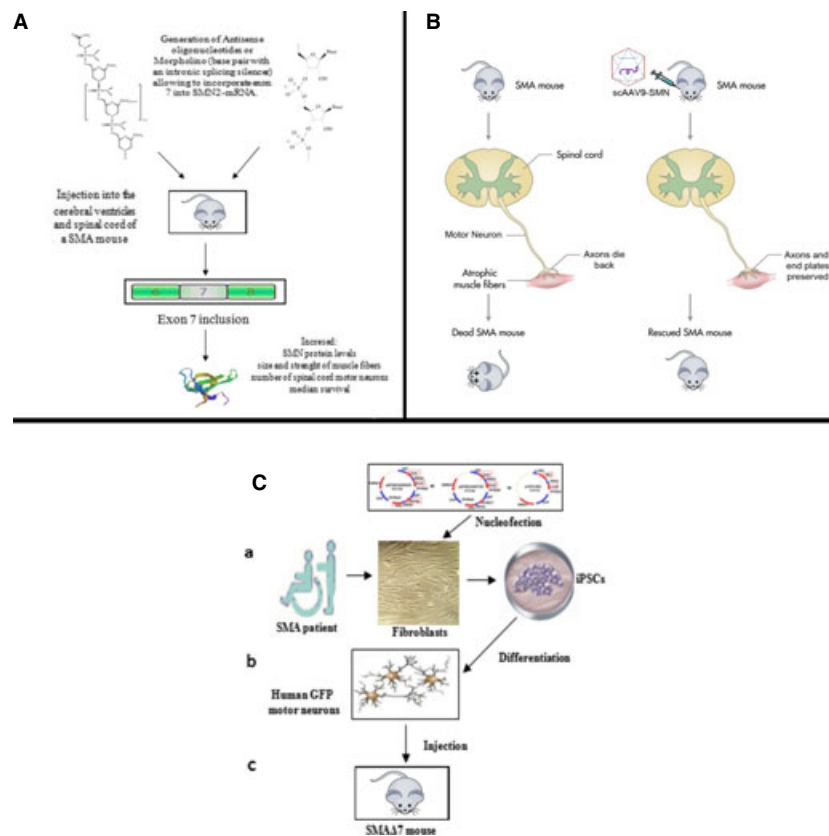 A
Generation of Antisense
oligonucleotides or
Morpholino (base pair with
an intronic splicing silencer)
allowing to incorporate exon
7 into SMN2-mRNA.
Injection into the
cerebral ventricles
and spinal cord of
a SMA mouse
6 7 8
Exon 7 inclusion
Incresed:
SMN protein levels
size and strenght of muscle fibers
number of spinal cord motor neurons
median survival
B
SMA mouse
scAAV9-SMN
SMA mouse
Spinal cord
Motor Neuron
Axons die
back
Atrophic
muscle fibers
Axons and
end plates
preserved
Dead SMA mouse
Rescued SMA mouse
C
Nucleofection
a
SMA patient
Fibroblasts
iPSCs
Differentiation
b
Human GFP
motor neurons
Injection
c
SMAΔ7 mouse